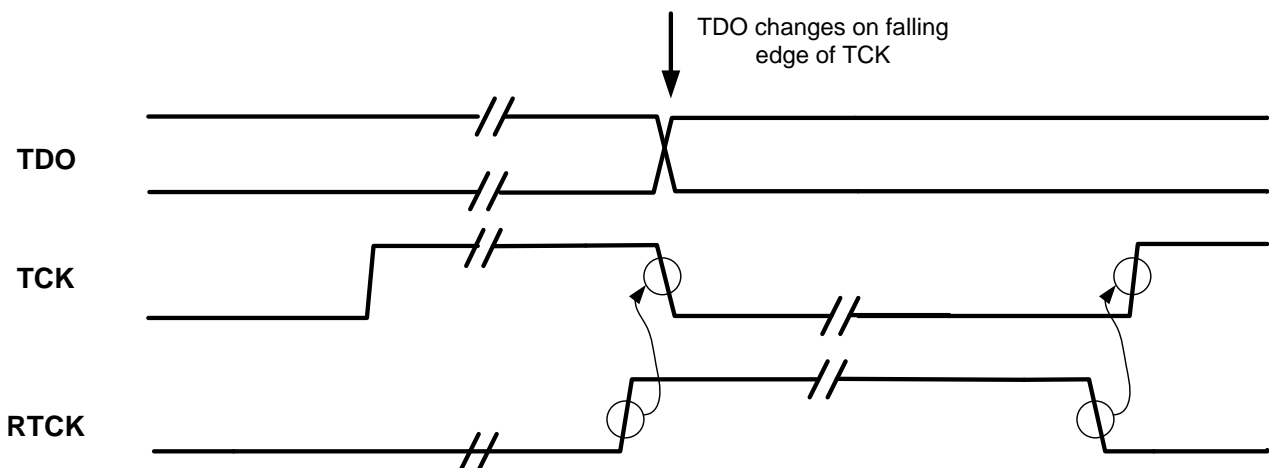 TDO changes on falling
edge of TCK
TDO
TCK
RTCK